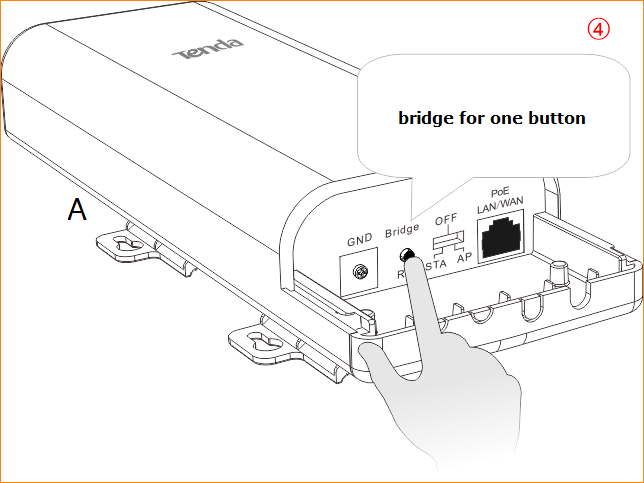 ④
Tenda
bridge for one button
A
PoE
LAN/WAN
OFF
Bridge
GND
STA
AP